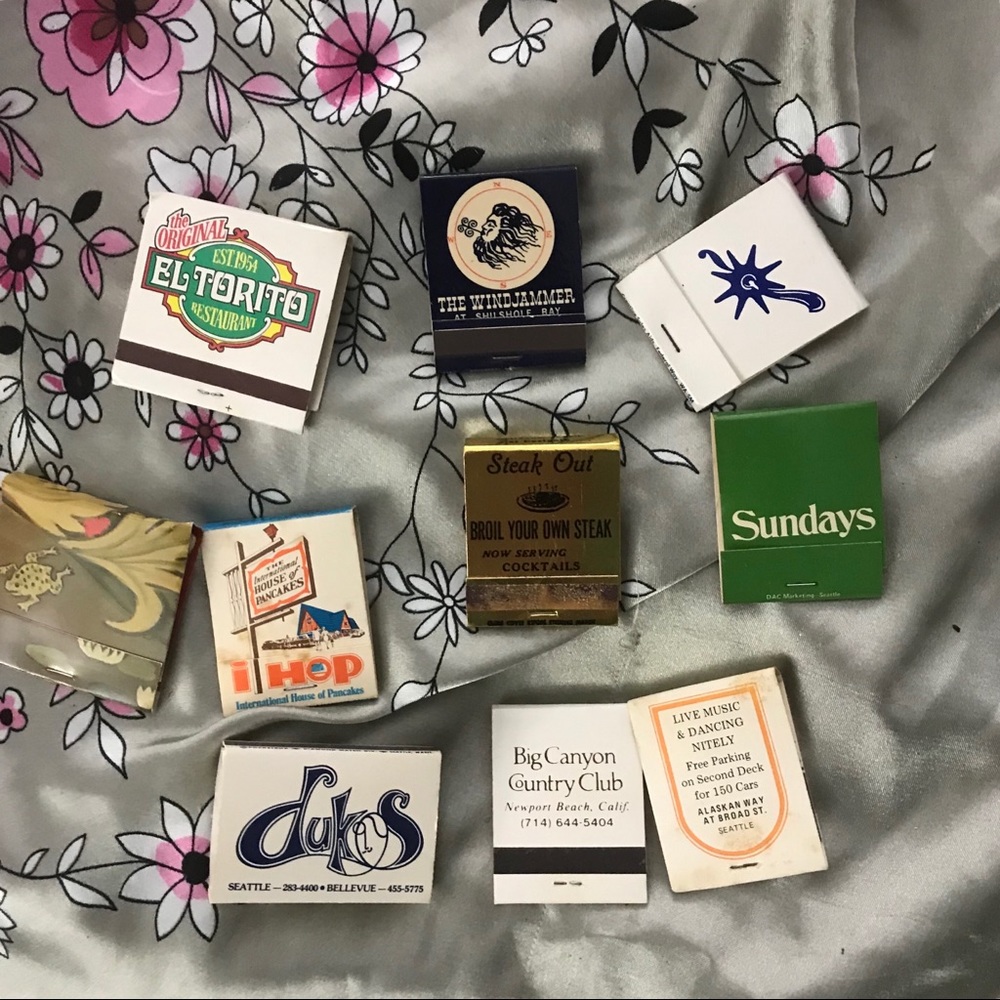 the
ORIGINAL
EST 1954
EL TORITO
RESTAURANT
N
E
S
THE WINDJAMMER
AT SHILSHOLE BAY
Steak Out
BROIL YOUR OWN STEAK
NOW SERVING
COCKTAILS
Sundays
DAC Marketing - Seattle
THE
International
HOUSE of
PANCAKES
iHOP
International House of Pancakes
dukes
SEATTLE — 283-4400 • BELLEVUE — 455-5775
Big Canyon
Country Club
Newport Beach, Calif.
(714) 644-5404
LIVE MUSIC
& DANCING
NITELY
Free Parking
on Second Deck
for 150 Cars
ALASKAN WAY
AT BROAD ST.
SEATTLE